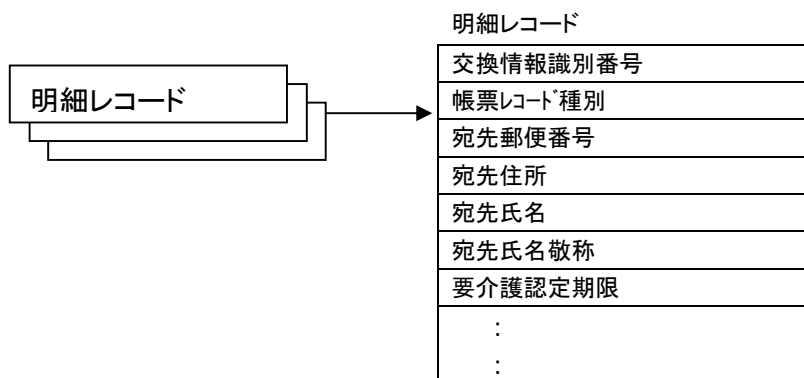 明細レコード
明細レコード
交換情報識別番号
帳票ﾚｺｰﾄﾞ種別
宛先郵便番号
宛先住所
宛先氏名
宛先氏名敬称
要介護認定期限
：
：